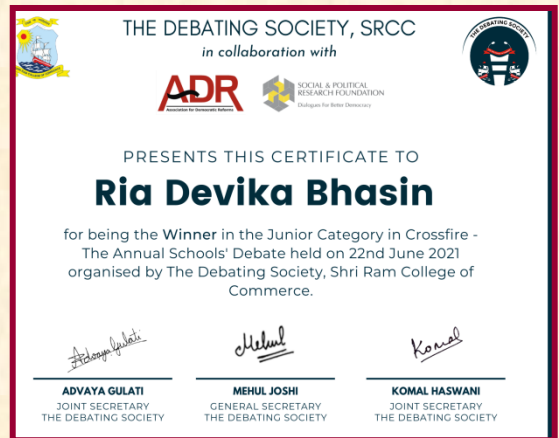 THE DEBATING SOCIETY, SRCC
in collaboration with
THE DEBATING SOCIETY
ADR
Association for Democratic Reforms
SOCIAL & POLITICAL
RESEARCH FOUNDATION
Dialogues For Better Democracy
PRESENTS THIS CERTIFICATE TO
Ria Devika Bhasin
for being the Winner in the Junior Category in Crossfire -
The Annual Schools' Debate held on 22nd June 2021
organised by The Debating Society, Shri Ram College of
Commerce.
Advaya Gulati
Mehul
Komal
ADVAYA GULATI
JOINT SECRETARY
THE DEBATING SOCIETY
MEHUL JOSHI
GENERAL SECRETARY
THE DEBATING SOCIETY
KOMAL HASWANI
JOINT SECRETARY
THE DEBATING SOCIETY